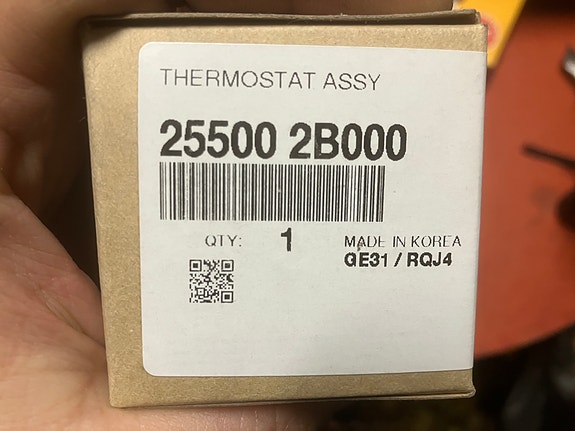 THERMOSTAT ASSY
25500 2B000
QTY: 1 MADE IN KOREA
GE31 / RQJ4